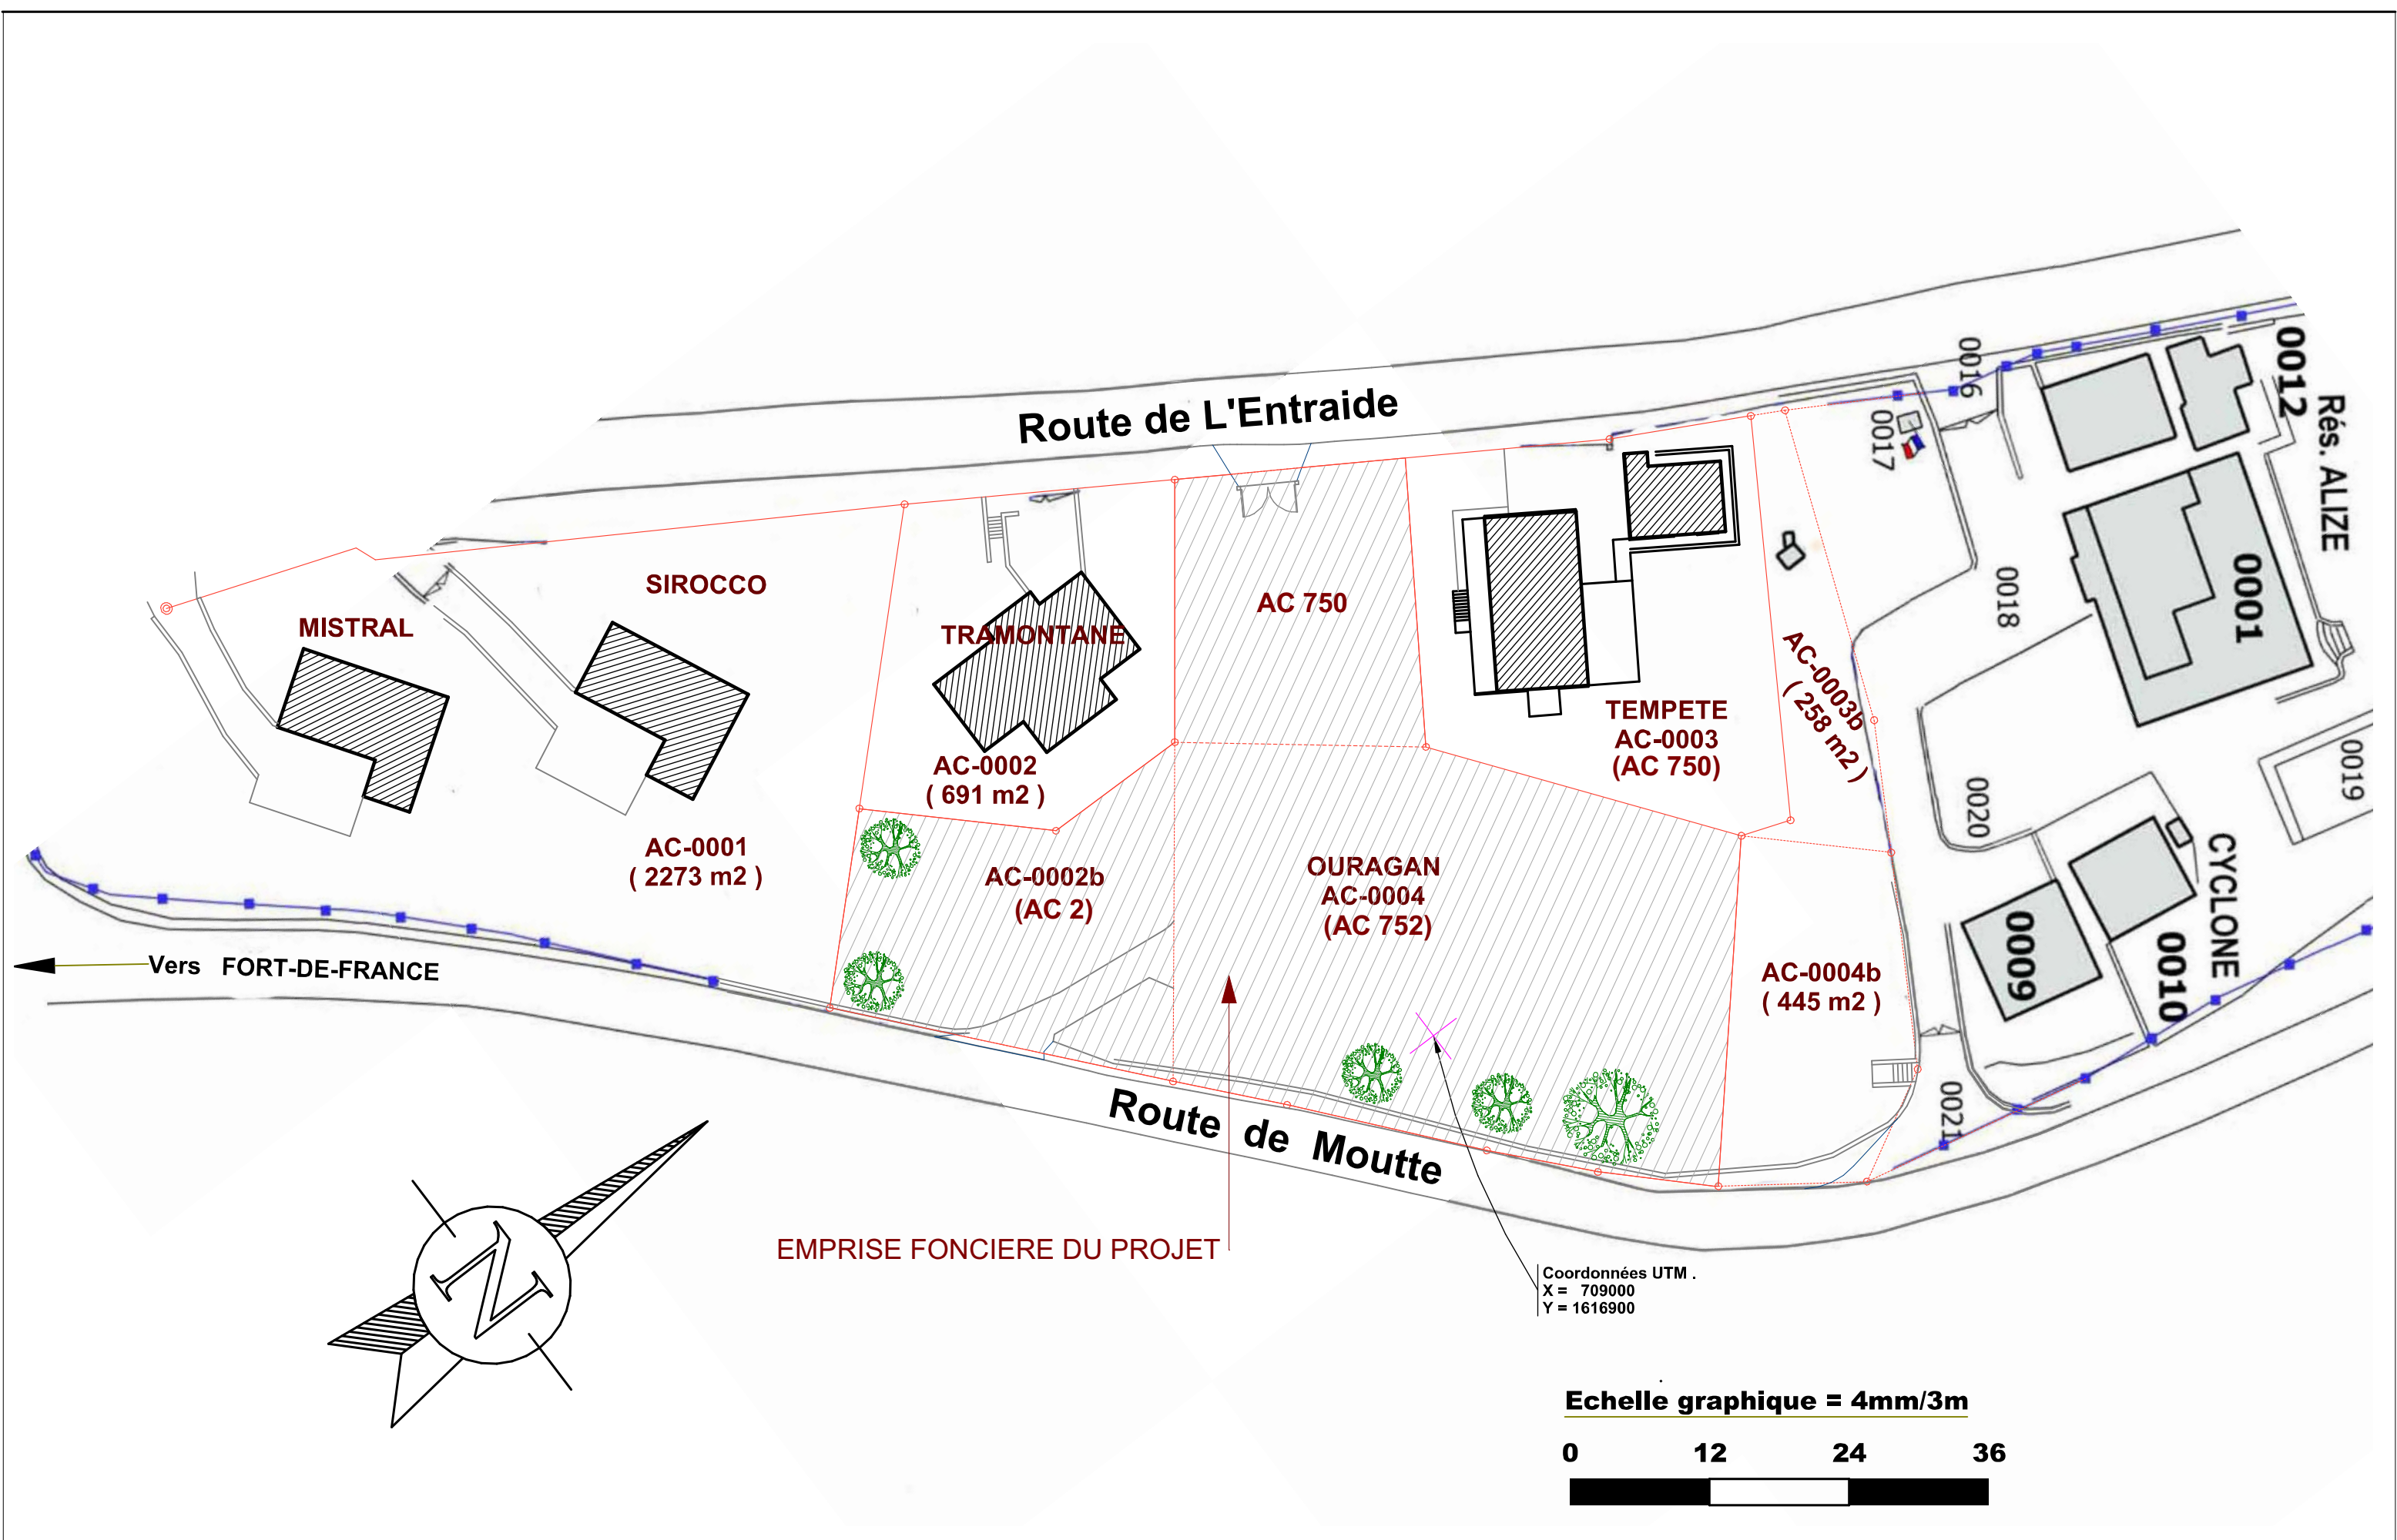 Route de L'Entraide
0016
0017
0012
Rés. ALIZE
0001
0018
SIROCCO
MISTRAL
TRAMONTANE
AC 750
AC-0003b
( 258 m2 )
TEMPETE
AC-0003
(AC 750)
AC-0002
( 691 m2 )
0019
0020
AC-0001
( 2273 m2 )
AC-0002b
(AC 2)
OURAGAN
AC-0004
(AC 752)
CYCLONE
0009
0010
AC-0004b
( 445 m2 )
Vers FORT-DE-FRANCE
0021
Route de Moutte
N
EMPRISE FONCIERE DU PROJET
Coordonnées UTM .
X = 709000
Y = 1616900
Echelle graphique = 4mm/3m
0 12 24 36